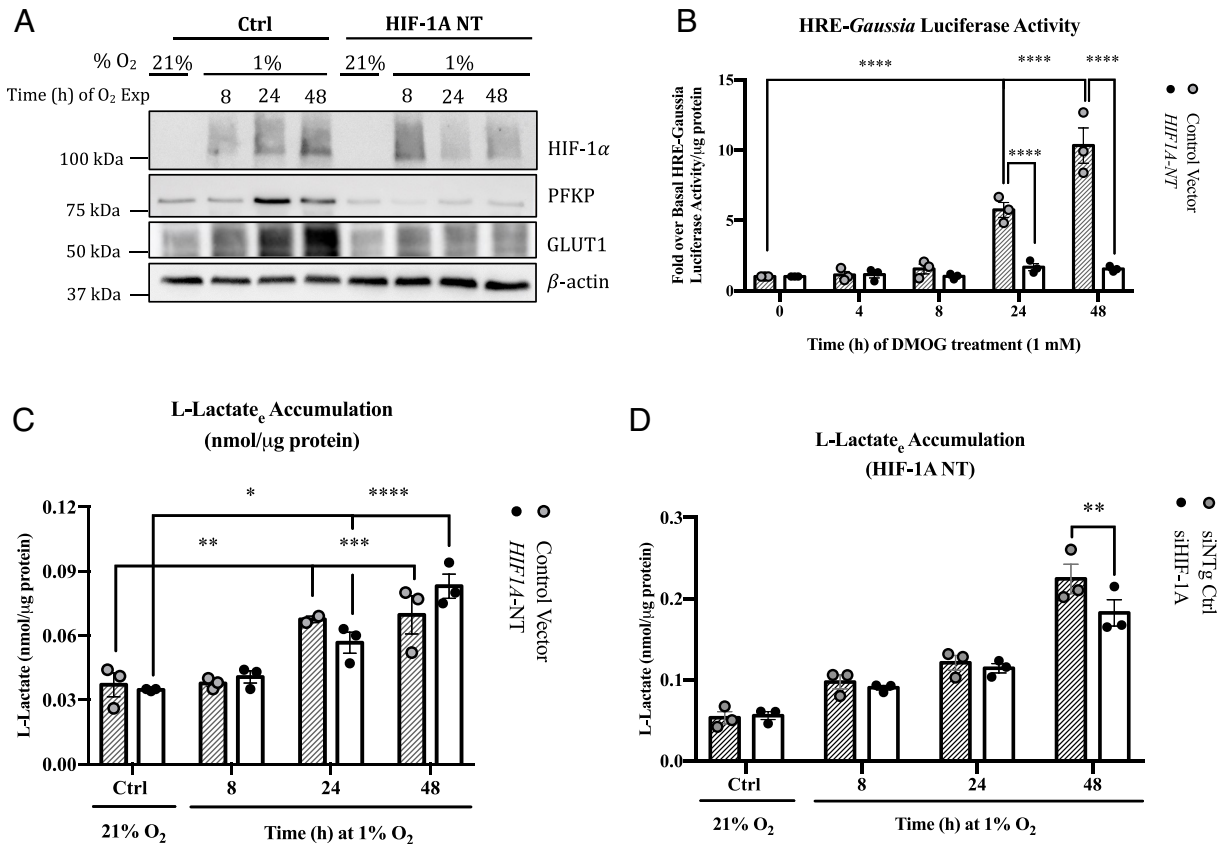 A
Ctrl HIF-1A NT
% O2 21% 1% 21% 1%
Time (h) of O2 Exp 8 24 48 8 24 48
100 kDa HIF-1α
75 kDa PFKP
50 kDa GLUT1
37 kDa β-actin
B
HRE-Gaussia Luciferase Activity
**** **** ****
****
Fold over Basal HRE-Gaussia
Luciferase Activity/µg protein
15
10
5
0
0 4 8 24 48
Time (h) of DMOG treatment (1 mM)
Control Vector
HIF1A-NT
C
L-Lactatee Accumulation
(nmol/µg protein)
* ****
** ***
L-Lactate (nmol/µg protein)
0.12
0.09
0.06
0.03
0.00
Ctrl 8 24 48
21% O2 Time (h) at 1% O2
Control Vector
HIF1A-NT
D
L-Lactatee Accumulation
(HIF-1A NT)
**
L-Lactate (nmol/µg protein)
0.3
0.2
0.1
0.0
Ctrl 8 24 48
21% O2 Time (h) at 1% O2
siNTg Ctrl
siHIF-1A